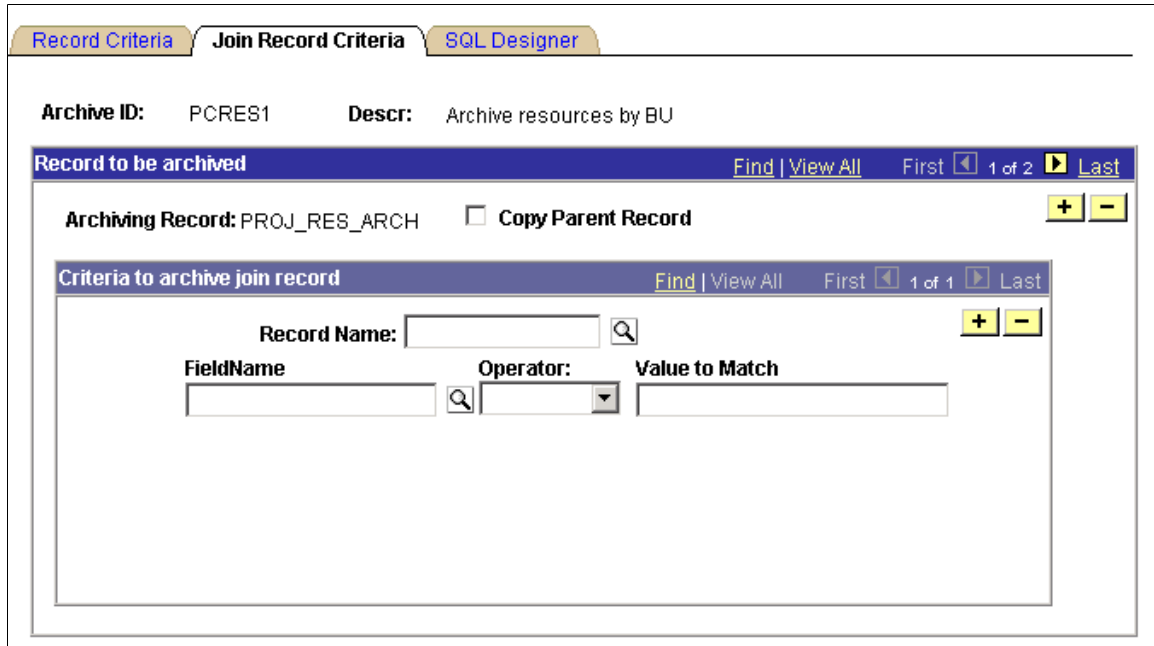 Record Criteria Join Record Criteria SQL Designer
Archive ID: PCRES1 Descr: Archive resources by BU
Record to be archived Find | View All First 1 of 2 Last
Archiving Record: PROJ_RES_ARCH Copy Parent Record + −
Criteria to archive join record Find | View All First 1 of 1 Last
Record Name: + −
FieldName Operator: Value to Match